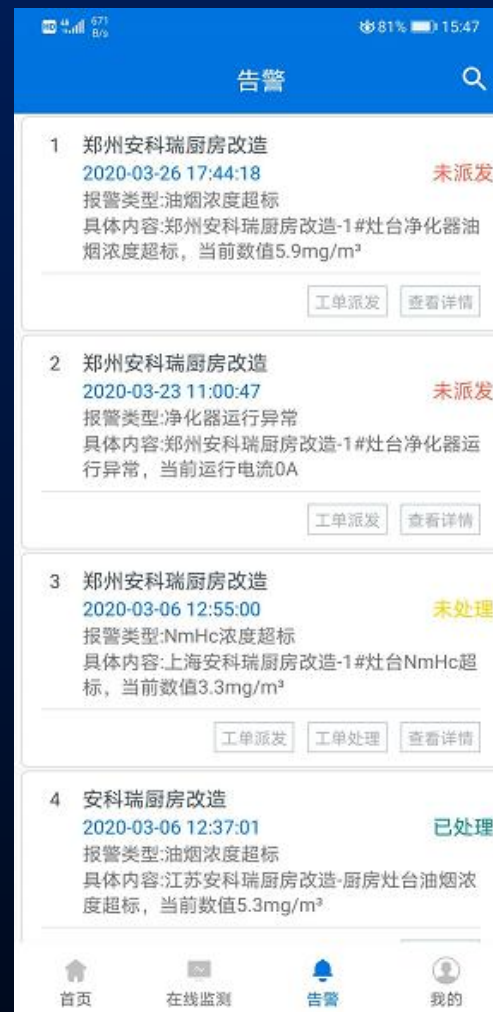 HD 4G 671 B/s 81% 15:47
告警
1 郑州安科瑞厨房改造
2020-03-26 17:44:18 未派发
报警类型:油烟浓度超标
具体内容:郑州安科瑞厨房改造-1#灶台净化器油
烟浓度超标，当前数值5.9mg/m³
工单派发 查看详情
2 郑州安科瑞厨房改造
2020-03-23 11:00:47 未派发
报警类型:净化器运行异常
具体内容:郑州安科瑞厨房改造-1#灶台净化器运
行异常，当前运行电流0A
工单派发 查看详情
3 郑州安科瑞厨房改造
2020-03-06 12:55:00 未处理
报警类型:NmHc浓度超标
具体内容:上海安科瑞厨房改造-1#灶台NmHc超
标，当前数值3.3mg/m³
工单派发 工单处理 查看详情
4 安科瑞厨房改造
2020-03-06 12:37:01 已处理
报警类型:油烟浓度超标
具体内容:江苏安科瑞厨房改造-厨房灶台油烟浓
度超标，当前数值5.3mg/m³
首页 在线监测 告警 我的